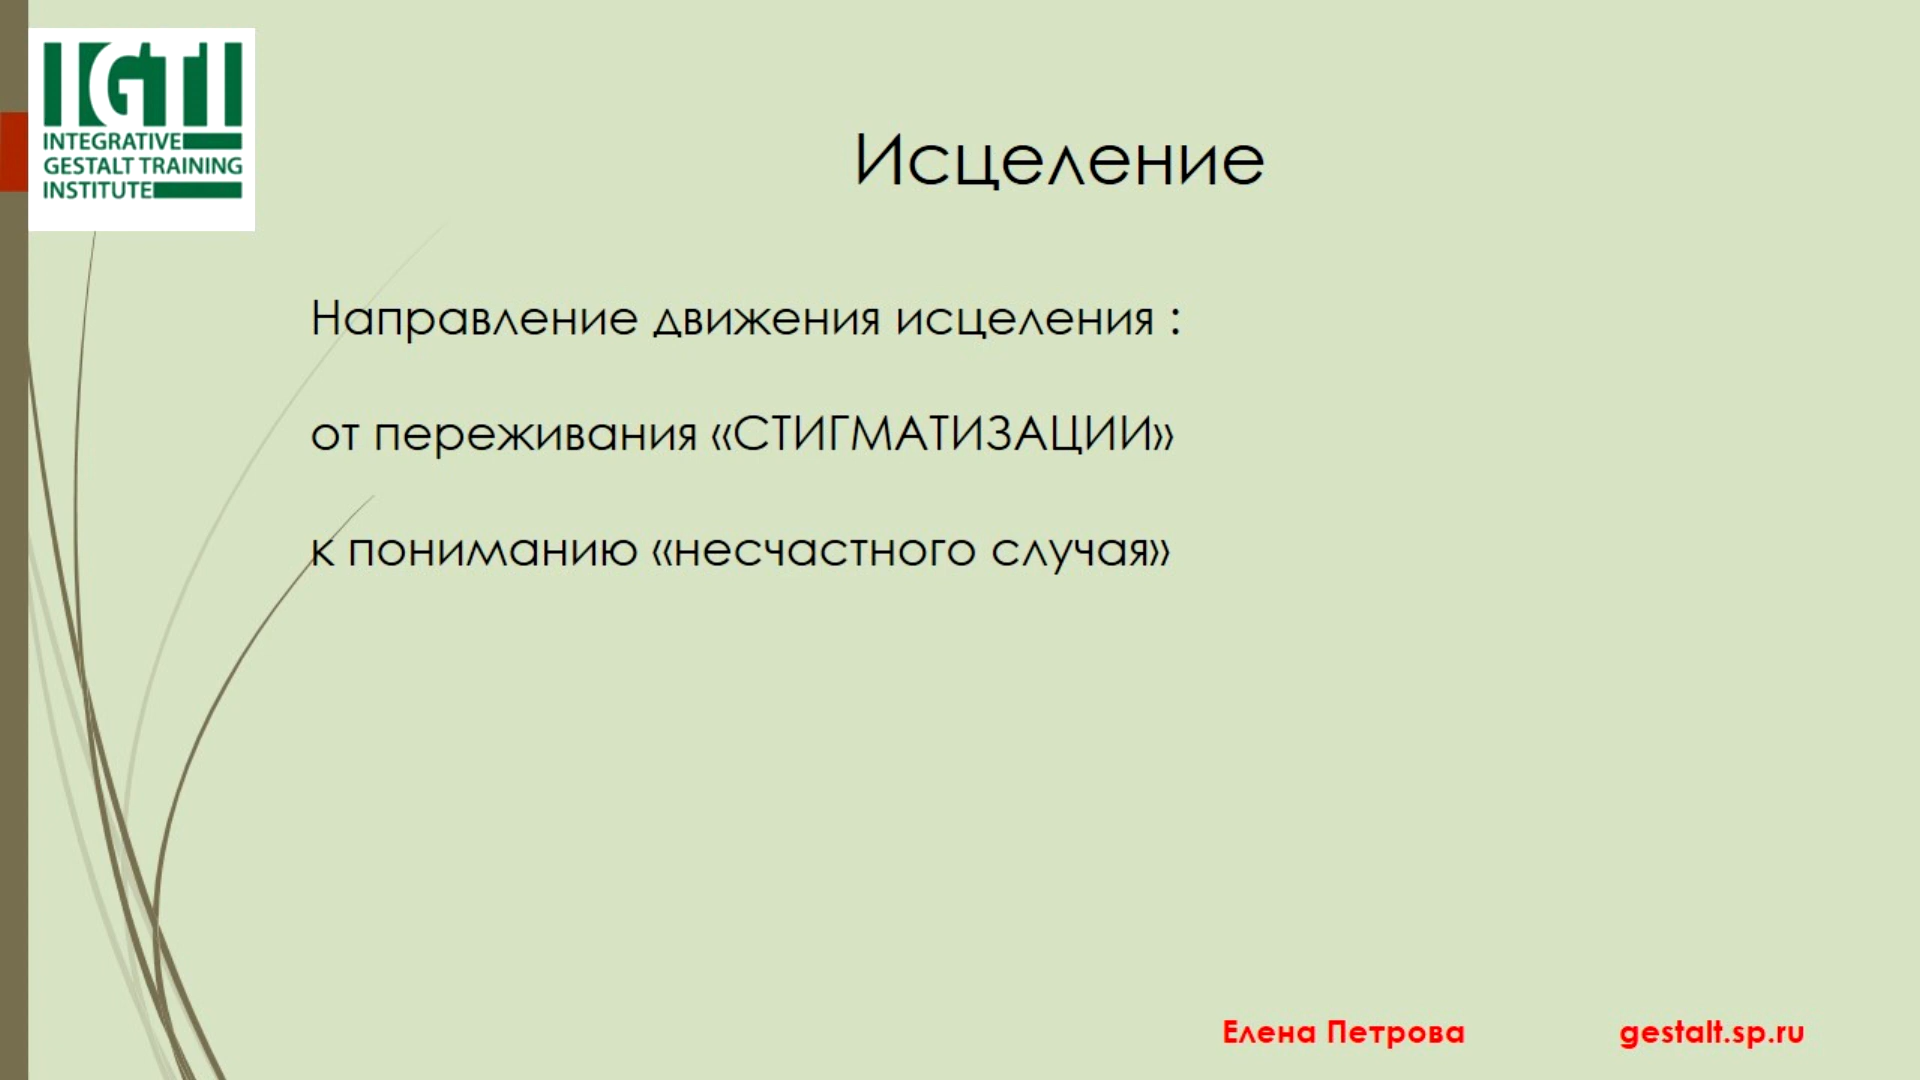 IGTI
INTEGRATIVE
GESTALT TRAINING
INSTITUTE
Исцеление
Направление движения исцеления :
от переживания «СТИГМАТИЗАЦИИ»
к пониманию «несчастного случая»
Елена Петрова gestalt.sp.ru